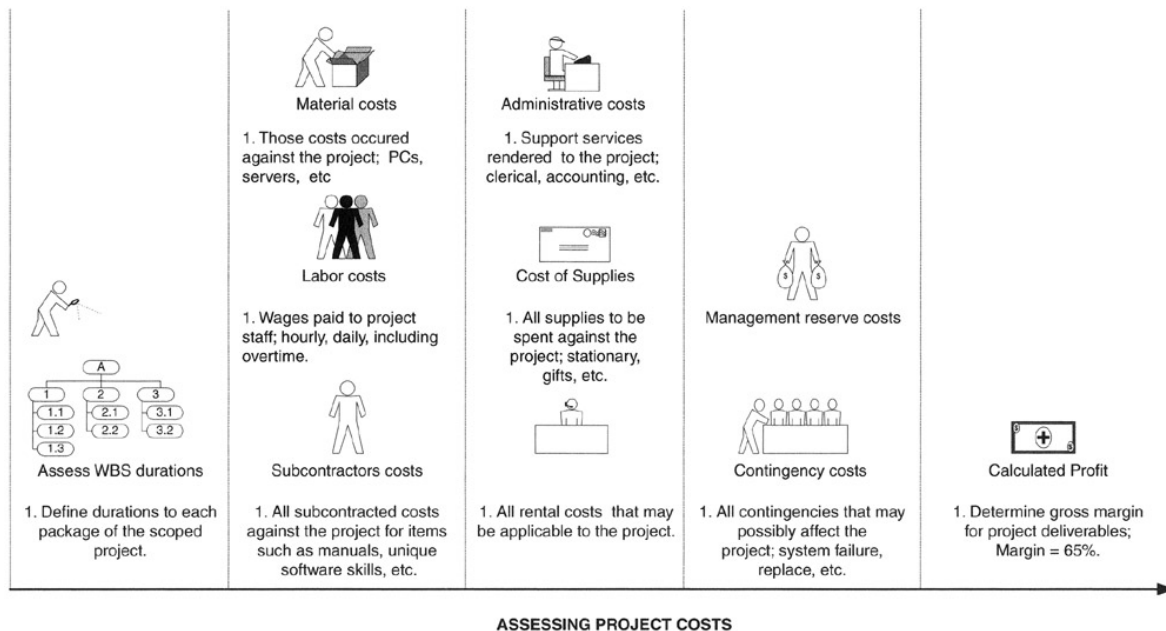 Material costs
1. Those costs occured
against the project; PCs,
servers, etc
Labor costs
1. Wages paid to project
staff; hourly, daily, including
overtime.
Subcontractors costs
1. All subcontracted costs
against the project for items
such as manuals, unique
software skills, etc.
Administrative costs
1. Support services
rendered to the project;
clerical, accounting, etc.
Cost of Supplies
1. All supplies to be
spent against the
project; stationary,
gifts, etc.
1. All rental costs that may
be applicable to the project.
A
1
2
3
1.1
2.1
3.1
1.2
2.2
3.2
1.3
Assess WBS durations
1. Define durations to each
package of the scoped
project.
$
$
Management reserve costs
Contingency costs
1. All contingencies that may
possibly affect the
project; system failure,
replace, etc.
Calculated Profit
1. Determine gross margin
for project deliverables;
Margin = 65%.
ASSESSING PROJECT COSTS